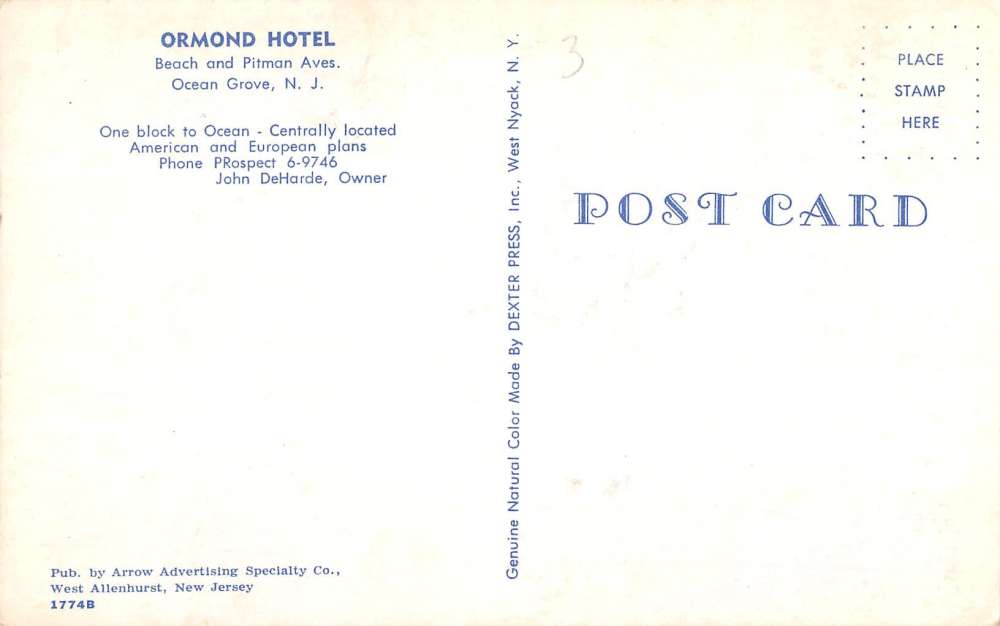 ORMOND HOTEL
Beach and Pitman Aves.
Ocean Grove, N. J.
One block to Ocean - Centrally located
American and European plans
Phone PRospect 6-9746
John DeHarde, Owner
Pub. by Arrow Advertising Specialty Co.,
West Allenhurst, New Jersey
1774B
Genuine Natural Color Made By DEXTER PRESS, Inc., West Nyack, N. Y.
3
PLACE
STAMP
HERE
POST CARD